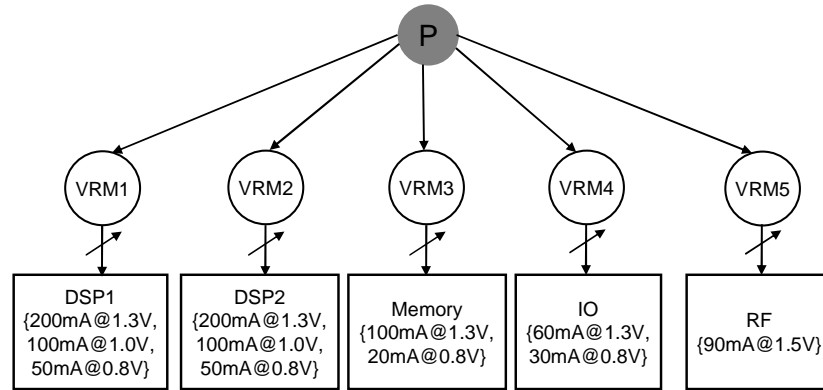 P
VRM1
VRM2
VRM3
VRM4
VRM5
DSP1
{200mA@1.3V,
100mA@1.0V,
50mA@0.8V}
DSP2
{200mA@1.3V,
100mA@1.0V,
50mA@0.8V}
Memory
{100mA@1.3V,
20mA@0.8V}
IO
{60mA@1.3V,
30mA@0.8V}
RF
{90mA@1.5V}